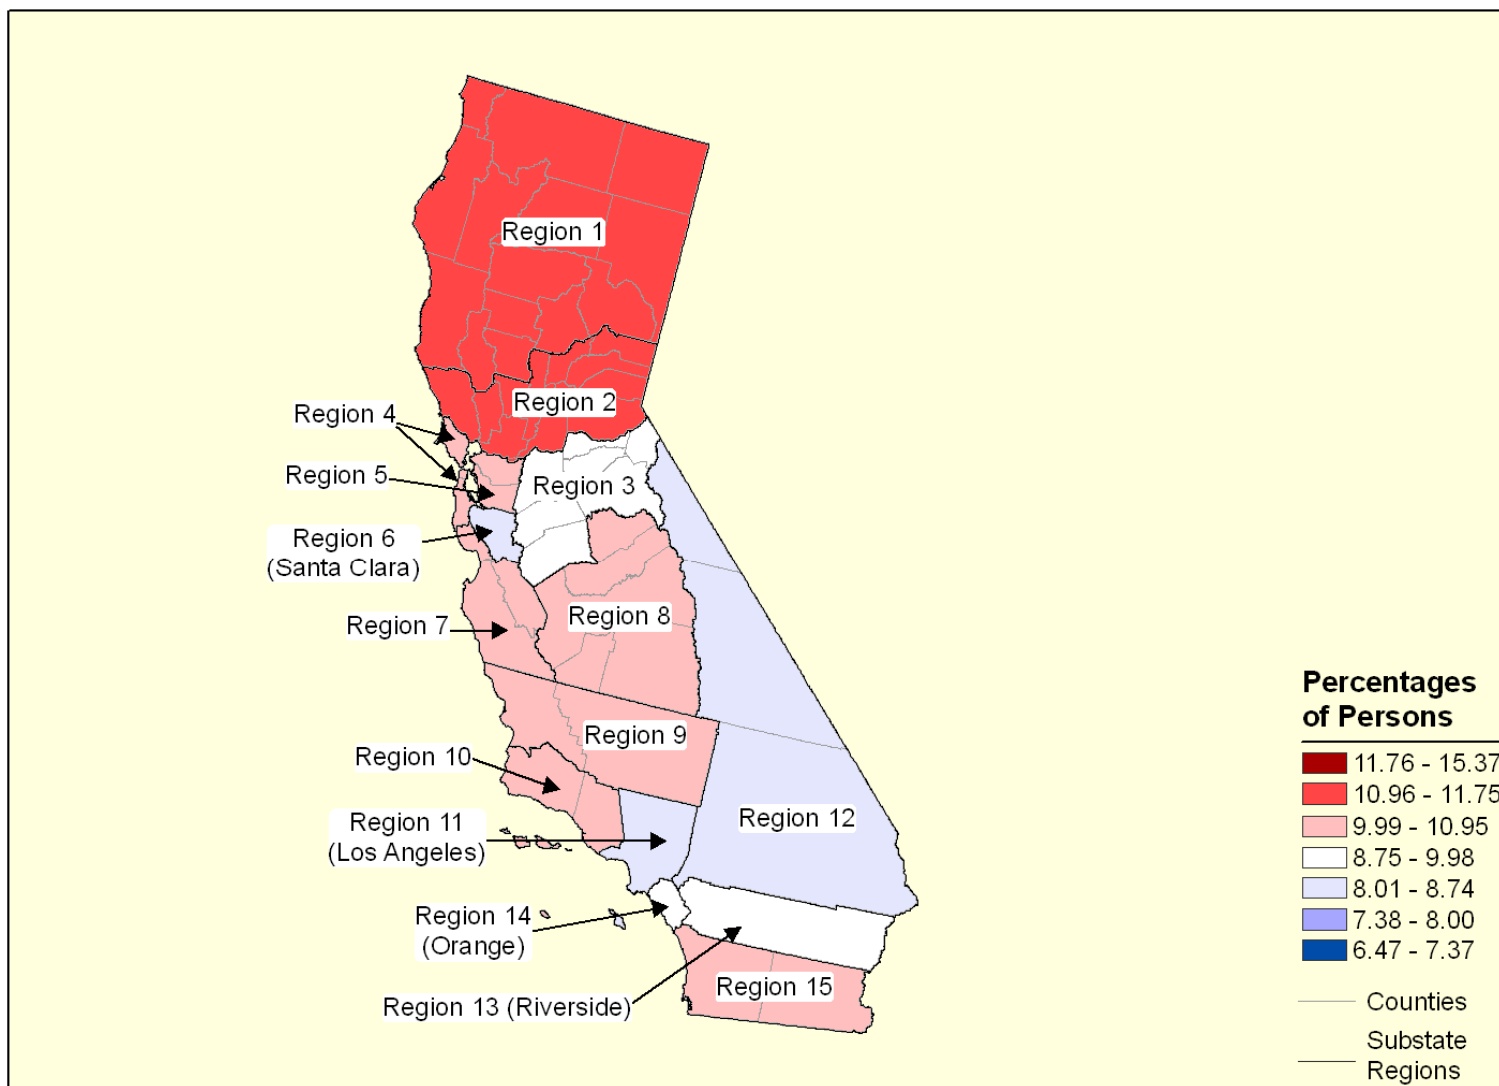 Region 1
Region 2
Region 4
Region 5
Region 3
Region 6
(Santa Clara)
Region 8
Region 7
Region 9
Region 10
Region 11
(Los Angeles)
Region 12
Region 14
(Orange)
Region 15
Region 13 (Riverside)
Percentages
of Persons
11.76 - 15.37
10.96 - 11.75
9.99 - 10.95
8.75 - 9.98
8.01 - 8.74
7.38 - 8.00
6.47 - 7.37
Counties
Substate
Regions